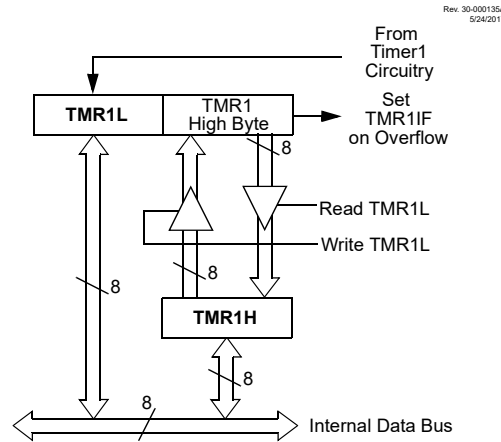 Rev. 30-000135
5/24/201
From
Timer1
Circuitry
TMR1L
TMR1
High Byte
Set
TMR1IF
on Overflow
8
Read TMR1L
Write TMR1L
8
8
TMR1H
8
8
Internal Data Bus